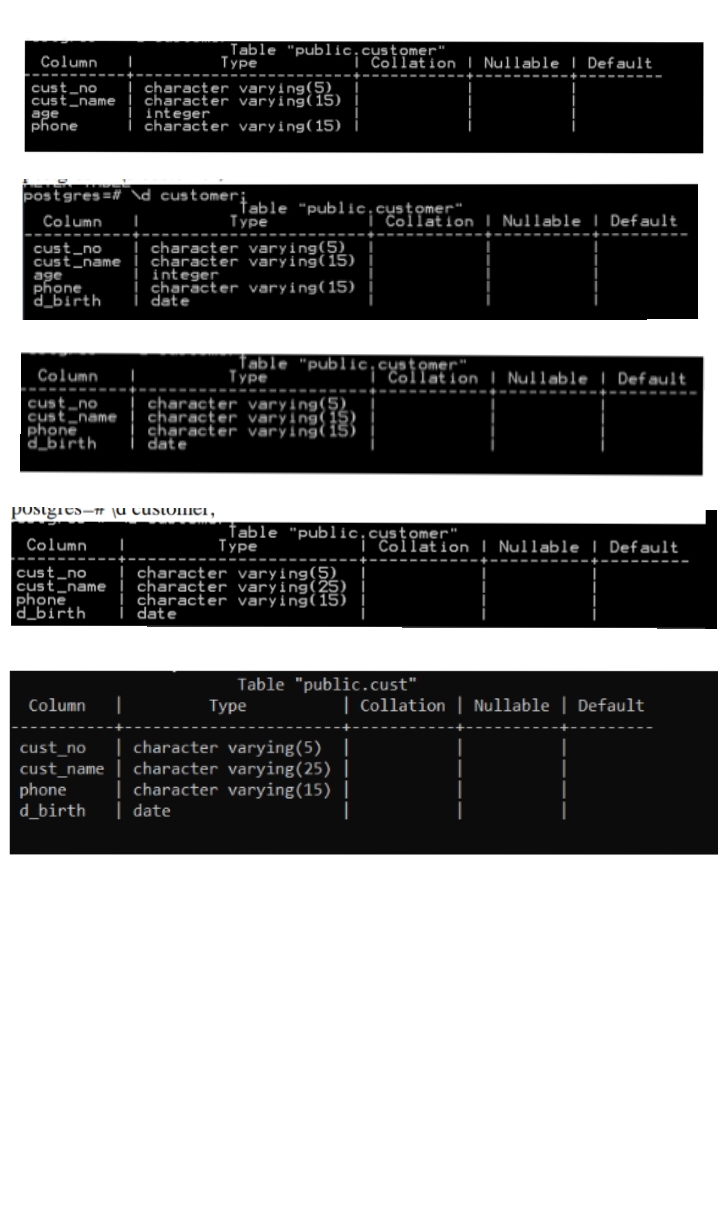 Table "public.customer"
Column | Type | Collation | Nullable | Default
-----------+-----------------------+-----------+----------+---------
cust_no | character varying(5) | | |
cust_name | character varying(15) | | |
age | integer | | |
phone | character varying(15) | | |
postgres=# \d customer;
Table "public.customer"
Column | Type | Collation | Nullable | Default
-----------+-----------------------+-----------+----------+---------
cust_no | character varying(5) | | |
cust_name | character varying(15) | | |
age | integer | | |
phone | character varying(15) | | |
d_birth | date | | |
Table "public.customer"
Column | Type | Collation | Nullable | Default
-----------+-----------------------+-----------+----------+---------
cust_no | character varying(5) | | |
cust_name | character varying(15) | | |
phone | character varying(15) | | |
d_birth | date | | |
postgres=# \d customer;
Table "public.customer"
Column | Type | Collation | Nullable | Default
-----------+-----------------------+-----------+----------+---------
cust_no | character varying(5) | | |
cust_name | character varying(25) | | |
phone | character varying(15) | | |
d_birth | date | | |
Table "public.cust"
Column | Type | Collation | Nullable | Default
-----------+-----------------------+-----------+----------+---------
cust_no | character varying(5) | | |
cust_name | character varying(25) | | |
phone | character varying(15) | | |
d_birth | date | | |